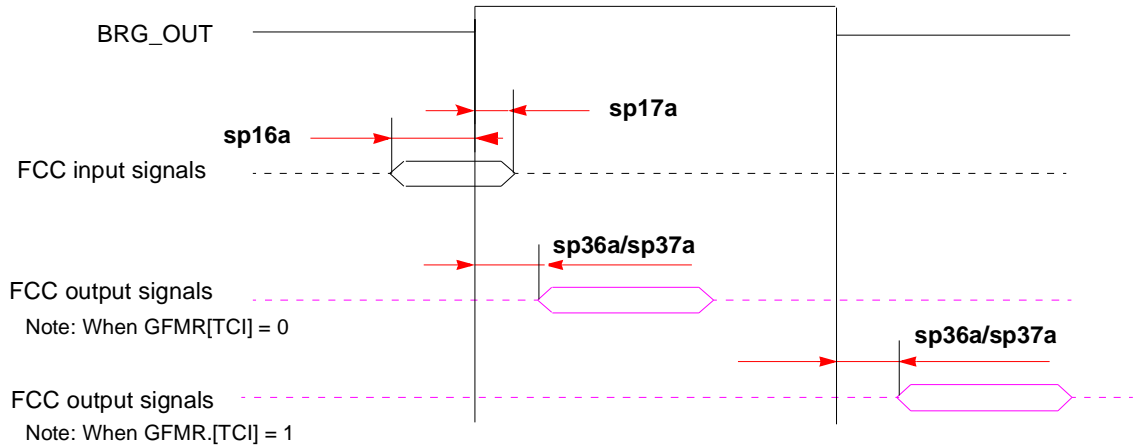 BRG_OUT
sp17a
sp16a
FCC input signals
sp36a/sp37a
FCC output signals
Note: When GFMR[TCI] = 0
sp36a/sp37a
FCC output signals
Note: When GFMR.[TCI] = 1